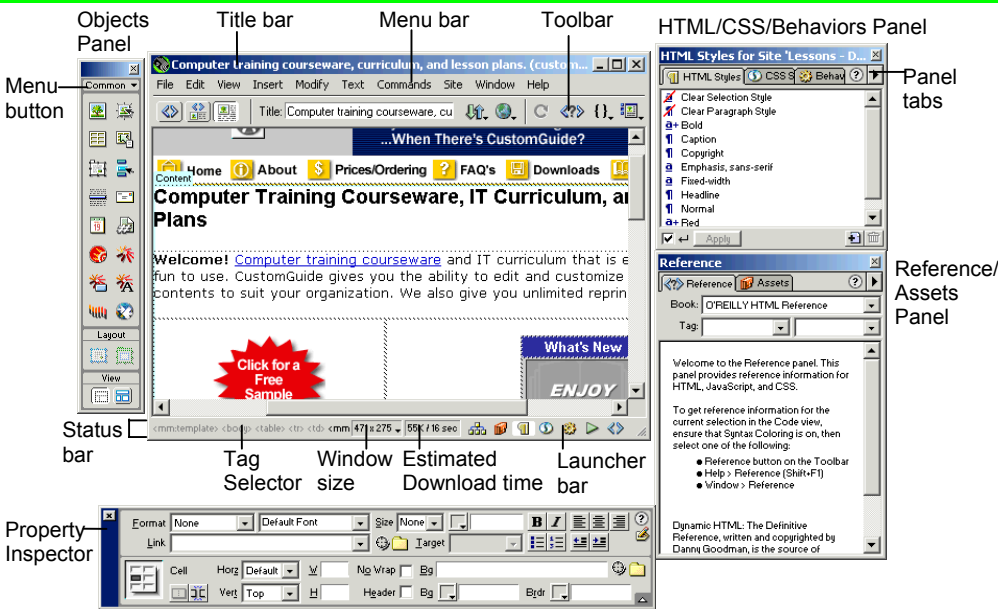 Objects
Panel
Title bar
Menu bar
Toolbar
HTML/CSS/Behaviors Panel
Menu
button
Panel
tabs
Common
Layout
View
Computer training courseware, curriculum, and lesson plans. (custom...
File Edit View Insert Modify Text Commands Site Window Help
Title: Computer training courseware, cu
...When There's CustomGuide?
Home About Prices/Ordering FAQ's Downloads
Content
Computer Training Courseware, IT Curriculum, an
Plans
Welcome! Computer training courseware and IT curriculum that is e
fun to use. CustomGuide gives you the ability to edit and customize
contents to suit your organization. We also give you unlimited reprin
Click for a
Free
Sample
What's New
ENJOY
<mm:template> <body> <table> <tr> <td> <mm 471 x 275 55K / 16 sec
Status
bar
Tag
Selector
Window
size
Estimated
Download time
Launcher
bar
HTML Styles for Site 'Lessons - D...
HTML Styles CSS S Behav
Clear Selection Style
Clear Paragraph Style
a+ Bold
¶ Caption
¶ Copyright
a Emphasis, sans-serif
a Fixed-width
¶ Headline
¶ Normal
a+ Red
Apply
Reference
Reference Assets
Book: O'REILLY HTML Reference
Tag:
Welcome to the Reference panel. This
panel provides reference information for
HTML, JavaScript, and CSS.
To get reference information for the
current selection in the Code view,
ensure that Syntax Coloring is on, then
select one of the following:
● Reference button on the Toolbar
● Help > Reference (Shift+F1)
● Window > Reference
Dynamic HTML: The Definitive
Reference, written and copyrighted by
Danny Goodman, is the source of
Reference/
Assets
Panel
Property
Inspector
Format None Default Font Size None B I
Link Target
Cell Horz Default W No Wrap Bg
Vert Top H Header Bg Brdr